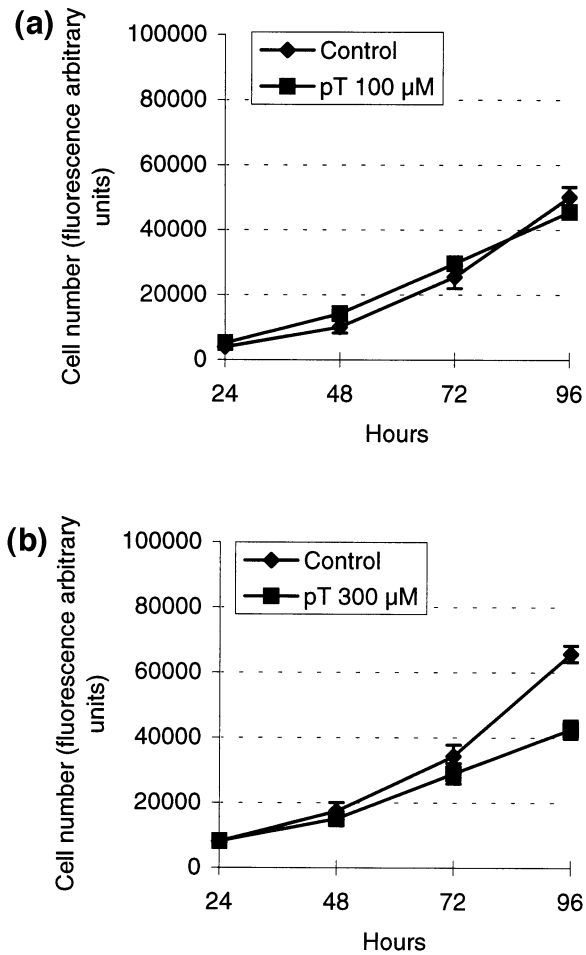 (a)
Cell number (fluorescence arbitrary
units)
100000
80000
60000
40000
20000
0
Control
pT 100 µM
24 48 72 96
Hours
(b)
Cell number (fluorescence arbitrary
units)
100000
80000
60000
40000
20000
0
Control
pT 300 µM
24 48 72 96
Hours